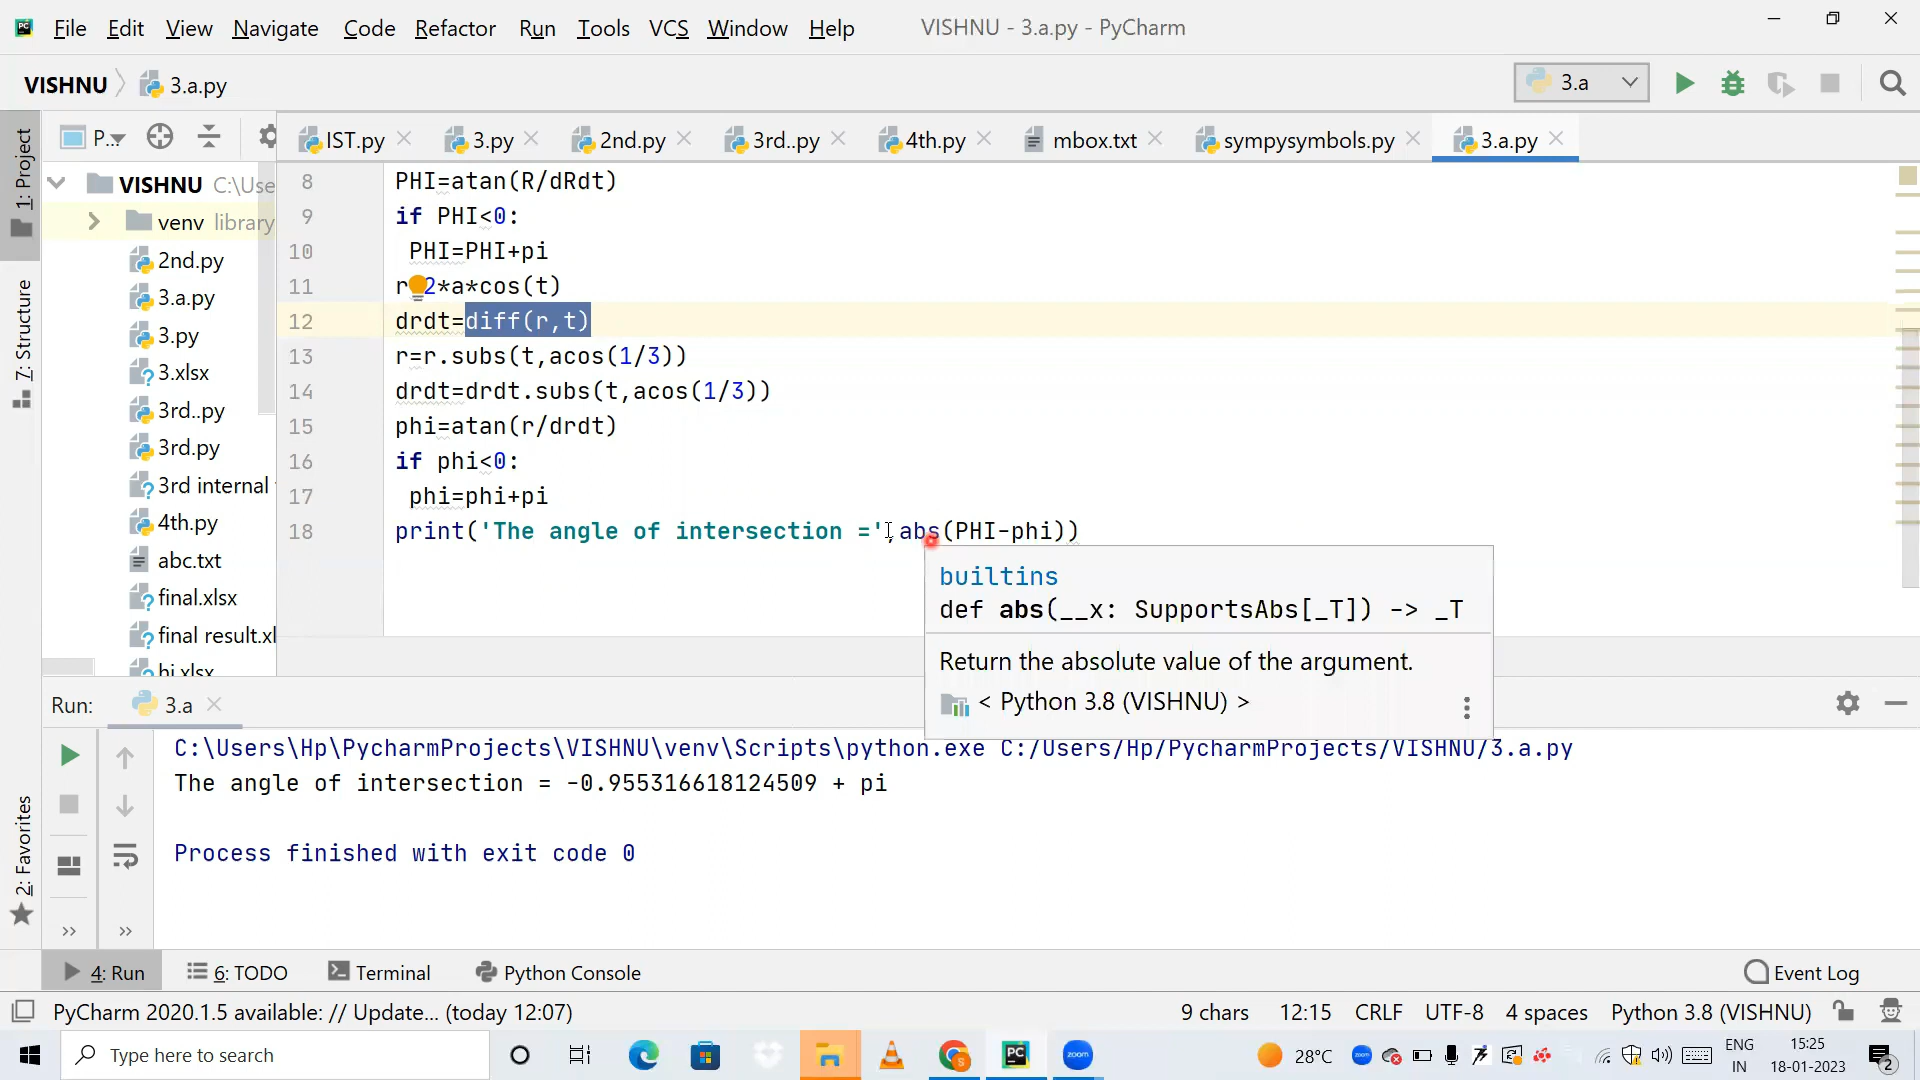 File Edit View Navigate Code Refactor Run Tools VCS Window Help VISHNU - 3.a.py - PyCharm
VISHNU 3.a.py 3.a
P... IST.py 3.py 2nd.py 3rd..py 4th.py mbox.txt sympysymbols.py 3.a.py
1: Project
7: Structure
2: Favorites
VISHNU C:\Use
venv library
2nd.py
3.a.py
3.py
3.xlsx
3rd..py
3rd.py
3rd internal
4th.py
abc.txt
final.xlsx
final result.xl
hi.xlsx
8 PHI=atan(R/dRdt)
9 if PHI<0:
10 PHI=PHI+pi
11 r 2*a*cos(t)
12 drdt=diff(r,t)
13 r=r.subs(t,acos(1/3))
14 drdt=drdt.subs(t,acos(1/3))
15 phi=atan(r/drdt)
16 if phi<0:
17 phi=phi+pi
18 print('The angle of intersection =',abs(PHI-phi))
builtins
def abs(__x: SupportsAbs[_T]) -> _T
Return the absolute value of the argument.
< Python 3.8 (VISHNU) >
Run: 3.a
C:\Users\Hp\PycharmProjects\VISHNU\venv\Scripts\python.exe C:/Users/Hp/PycharmProjects/VISHNU/3.a.py
The angle of intersection = -0.955316618124509 + pi
Process finished with exit code 0
4: Run 6: TODO Terminal Python Console Event Log
PyCharm 2020.1.5 available: // Update... (today 12:07) 9 chars 12:15 CRLF UTF-8 4 spaces Python 3.8 (VISHNU)
Type here to search zoom 28°C zoom ENG 15:25
IN 18-01-2023 2